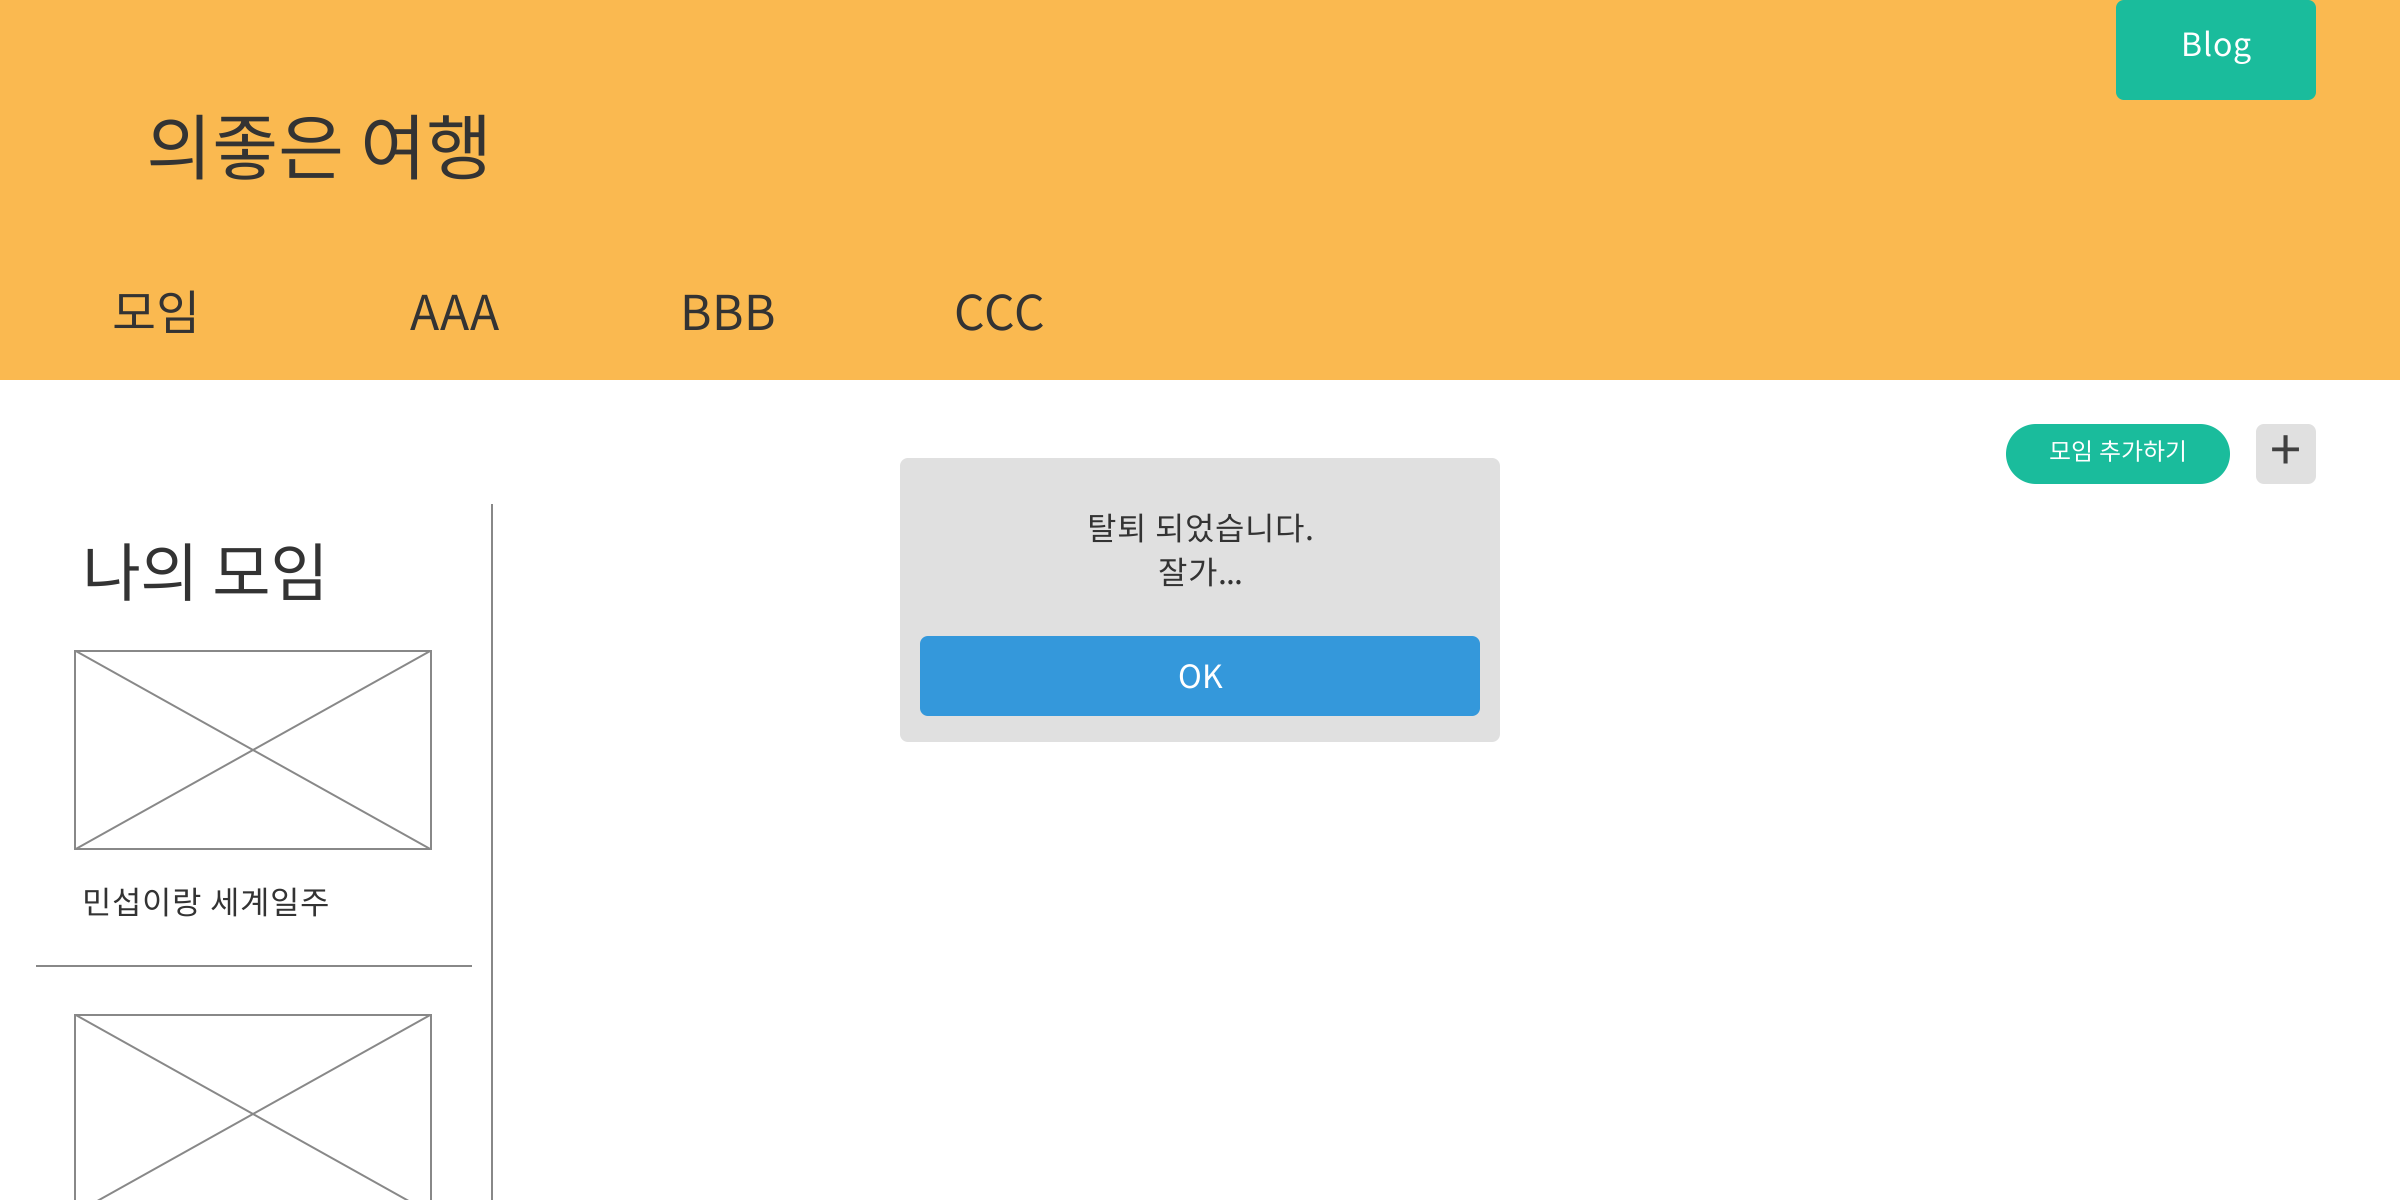 Blog
의좋은 여행
모임
AAA
BBB
CCC
모임 추가하기
+
탈퇴 되었습니다.
잘가...
OK
나의 모임
민섭이랑 세계일주